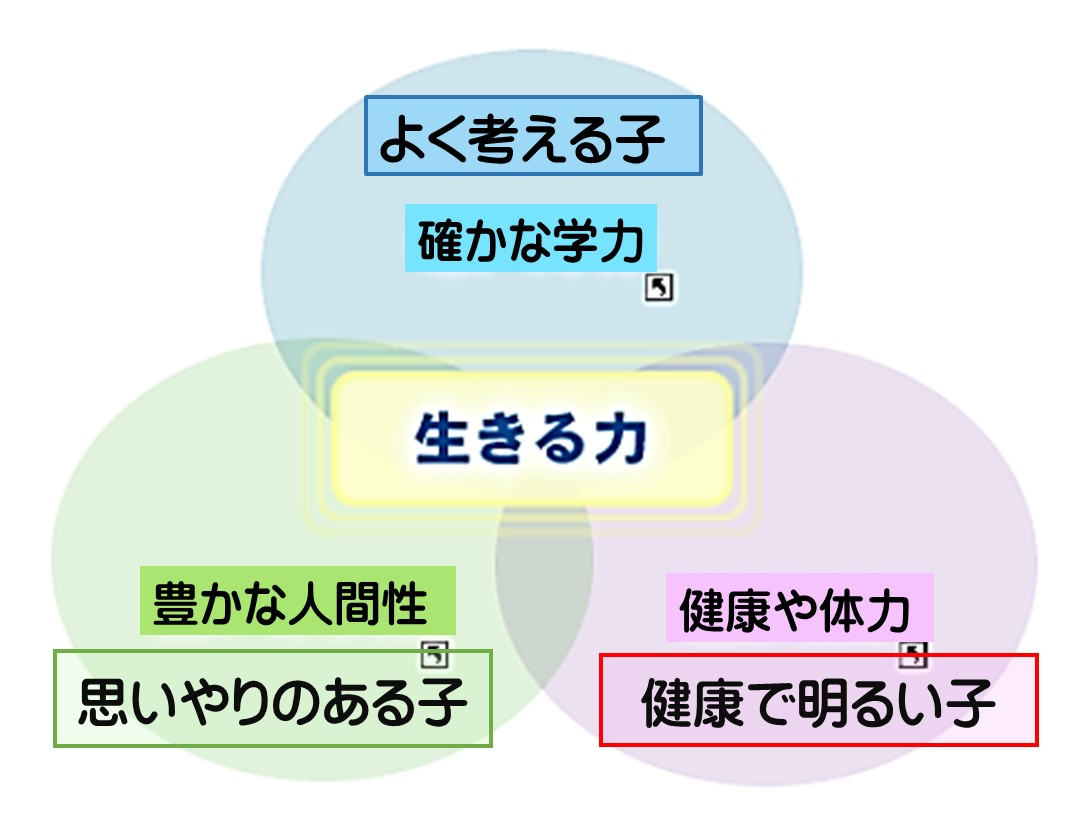 よく考える子
確かな学力
生きる力
豊かな人間性
思いやりのある子
健康や体力
健康で明るい子